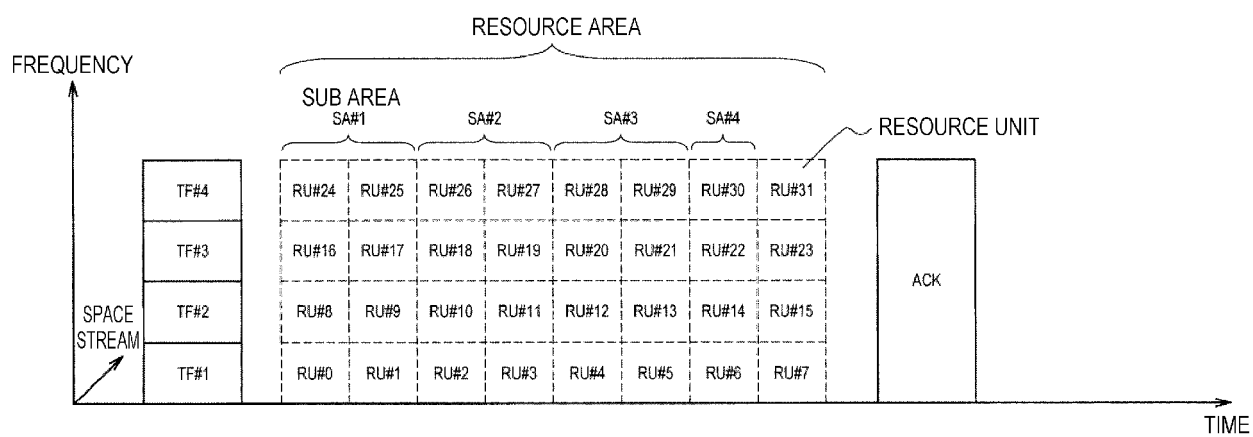 RESOURCE AREA
FREQUENCY
SUB AREA
SA#1 SA#2 SA#3 SA#4
RESOURCE UNIT
TF#4 RU#24 RU#25 RU#26 RU#27 RU#28 RU#29 RU#30 RU#31
TF#3 RU#16 RU#17 RU#18 RU#19 RU#20 RU#21 RU#22 RU#23
ACK
SPACE
STREAM
TF#2 RU#8 RU#9 RU#10 RU#11 RU#12 RU#13 RU#14 RU#15
TF#1 RU#0 RU#1 RU#2 RU#3 RU#4 RU#5 RU#6 RU#7
TIME